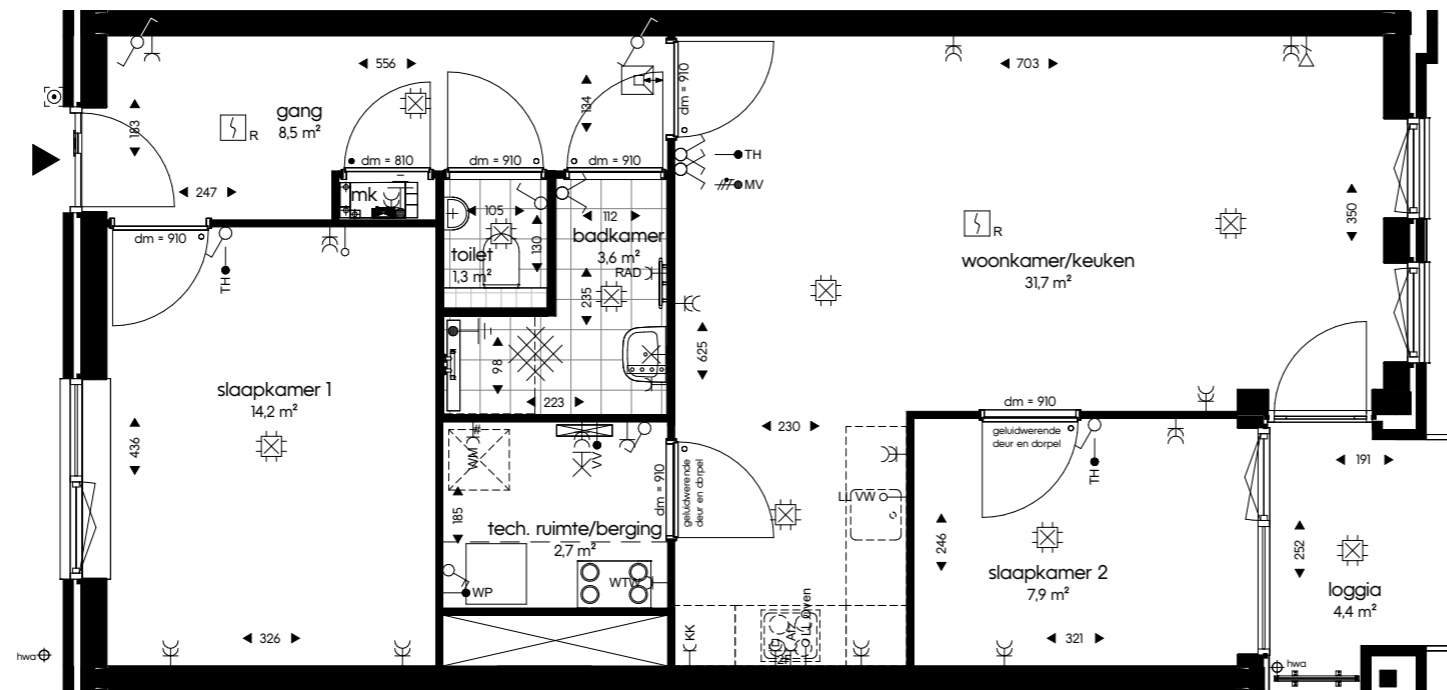 556
703
gang
8,5 m²
R
183
134
dm = 910
247
dm = 810
dm = 910
dm = 910
TH
MV
mk
dm = 910
TH
105
130
toilet
1,3 m²
112
badkamer
3,6 m²
RAD
235
R
woonkamer/keuken
31,7 m²
350
625
98
223
slaapkamer 1
14,2 m²
436
326
230
dm = 910
geluidwerende
deur en dorpel
TH
191
WM
#
VV
185
tech. ruimte/berging
2,7 m²
WP
WTW
dm = 910
geluidwerende
deur en dorpel
LL VW
246
slaapkamer 2
7,9 m²
321
252
loggia
4,4 m²
KK
Afz
LL Oven
hwa
hwa